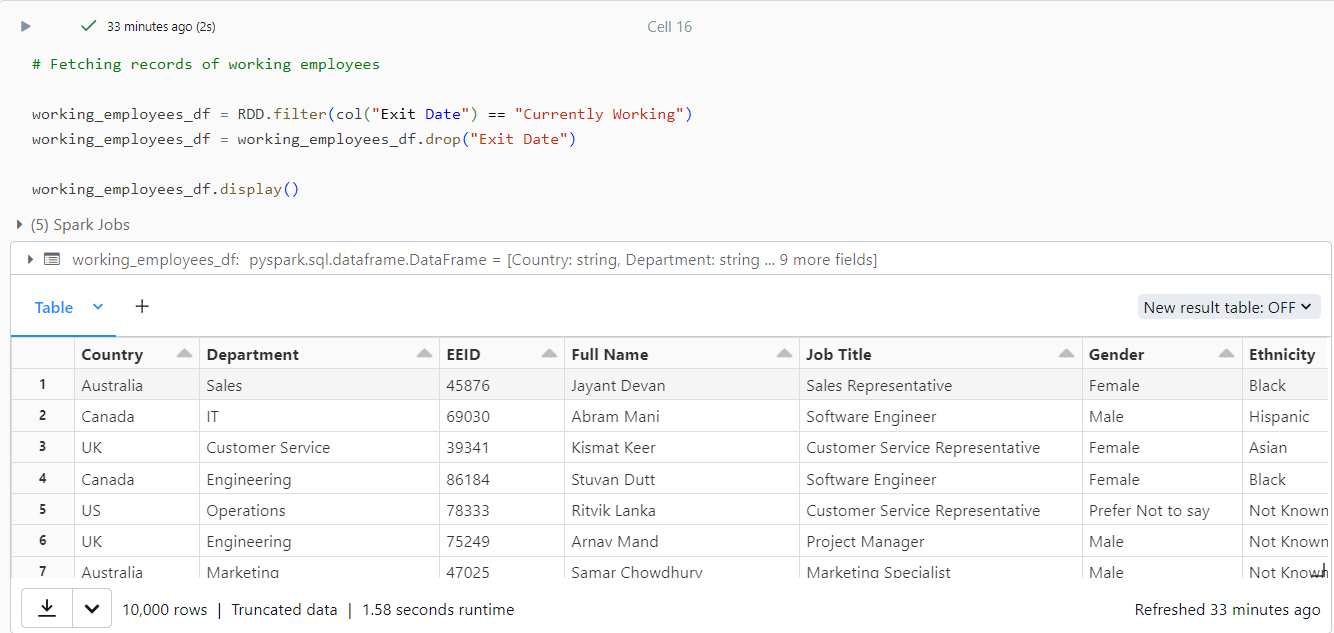 33 minutes ago (2s)
Cell 16
# Fetching records of working employees
working_employees_df = RDD.filter(col("Exit Date") == "Currently Working")
working_employees_df = working_employees_df.drop("Exit Date")
working_employees_df.display()
(5) Spark Jobs
working_employees_df: pyspark.sql.dataframe.DataFrame = [Country: string, Department: string ... 9 more fields]
Table
New result table: OFF
Country Department EEID Full Name Job Title Gender Ethnicity
1 Australia Sales 45876 Jayant Devan Sales Representative Female Black
2 Canada IT 69030 Abram Mani Software Engineer Male Hispanic
3 UK Customer Service 39341 Kismat Keer Customer Service Representative Female Asian
4 Canada Engineering 86184 Stuvan Dutt Software Engineer Female Black
5 US Operations 78333 Ritvik Lanka Customer Service Representative Prefer Not to say Not Known
6 UK Engineering 75249 Arnav Mand Project Manager Male Not Known
7 Australia Marketing 47025 Samar Chowdhury Marketing Specialist Male Not Known
10,000 rows | Truncated data | 1.58 seconds runtime
Refreshed 33 minutes ago